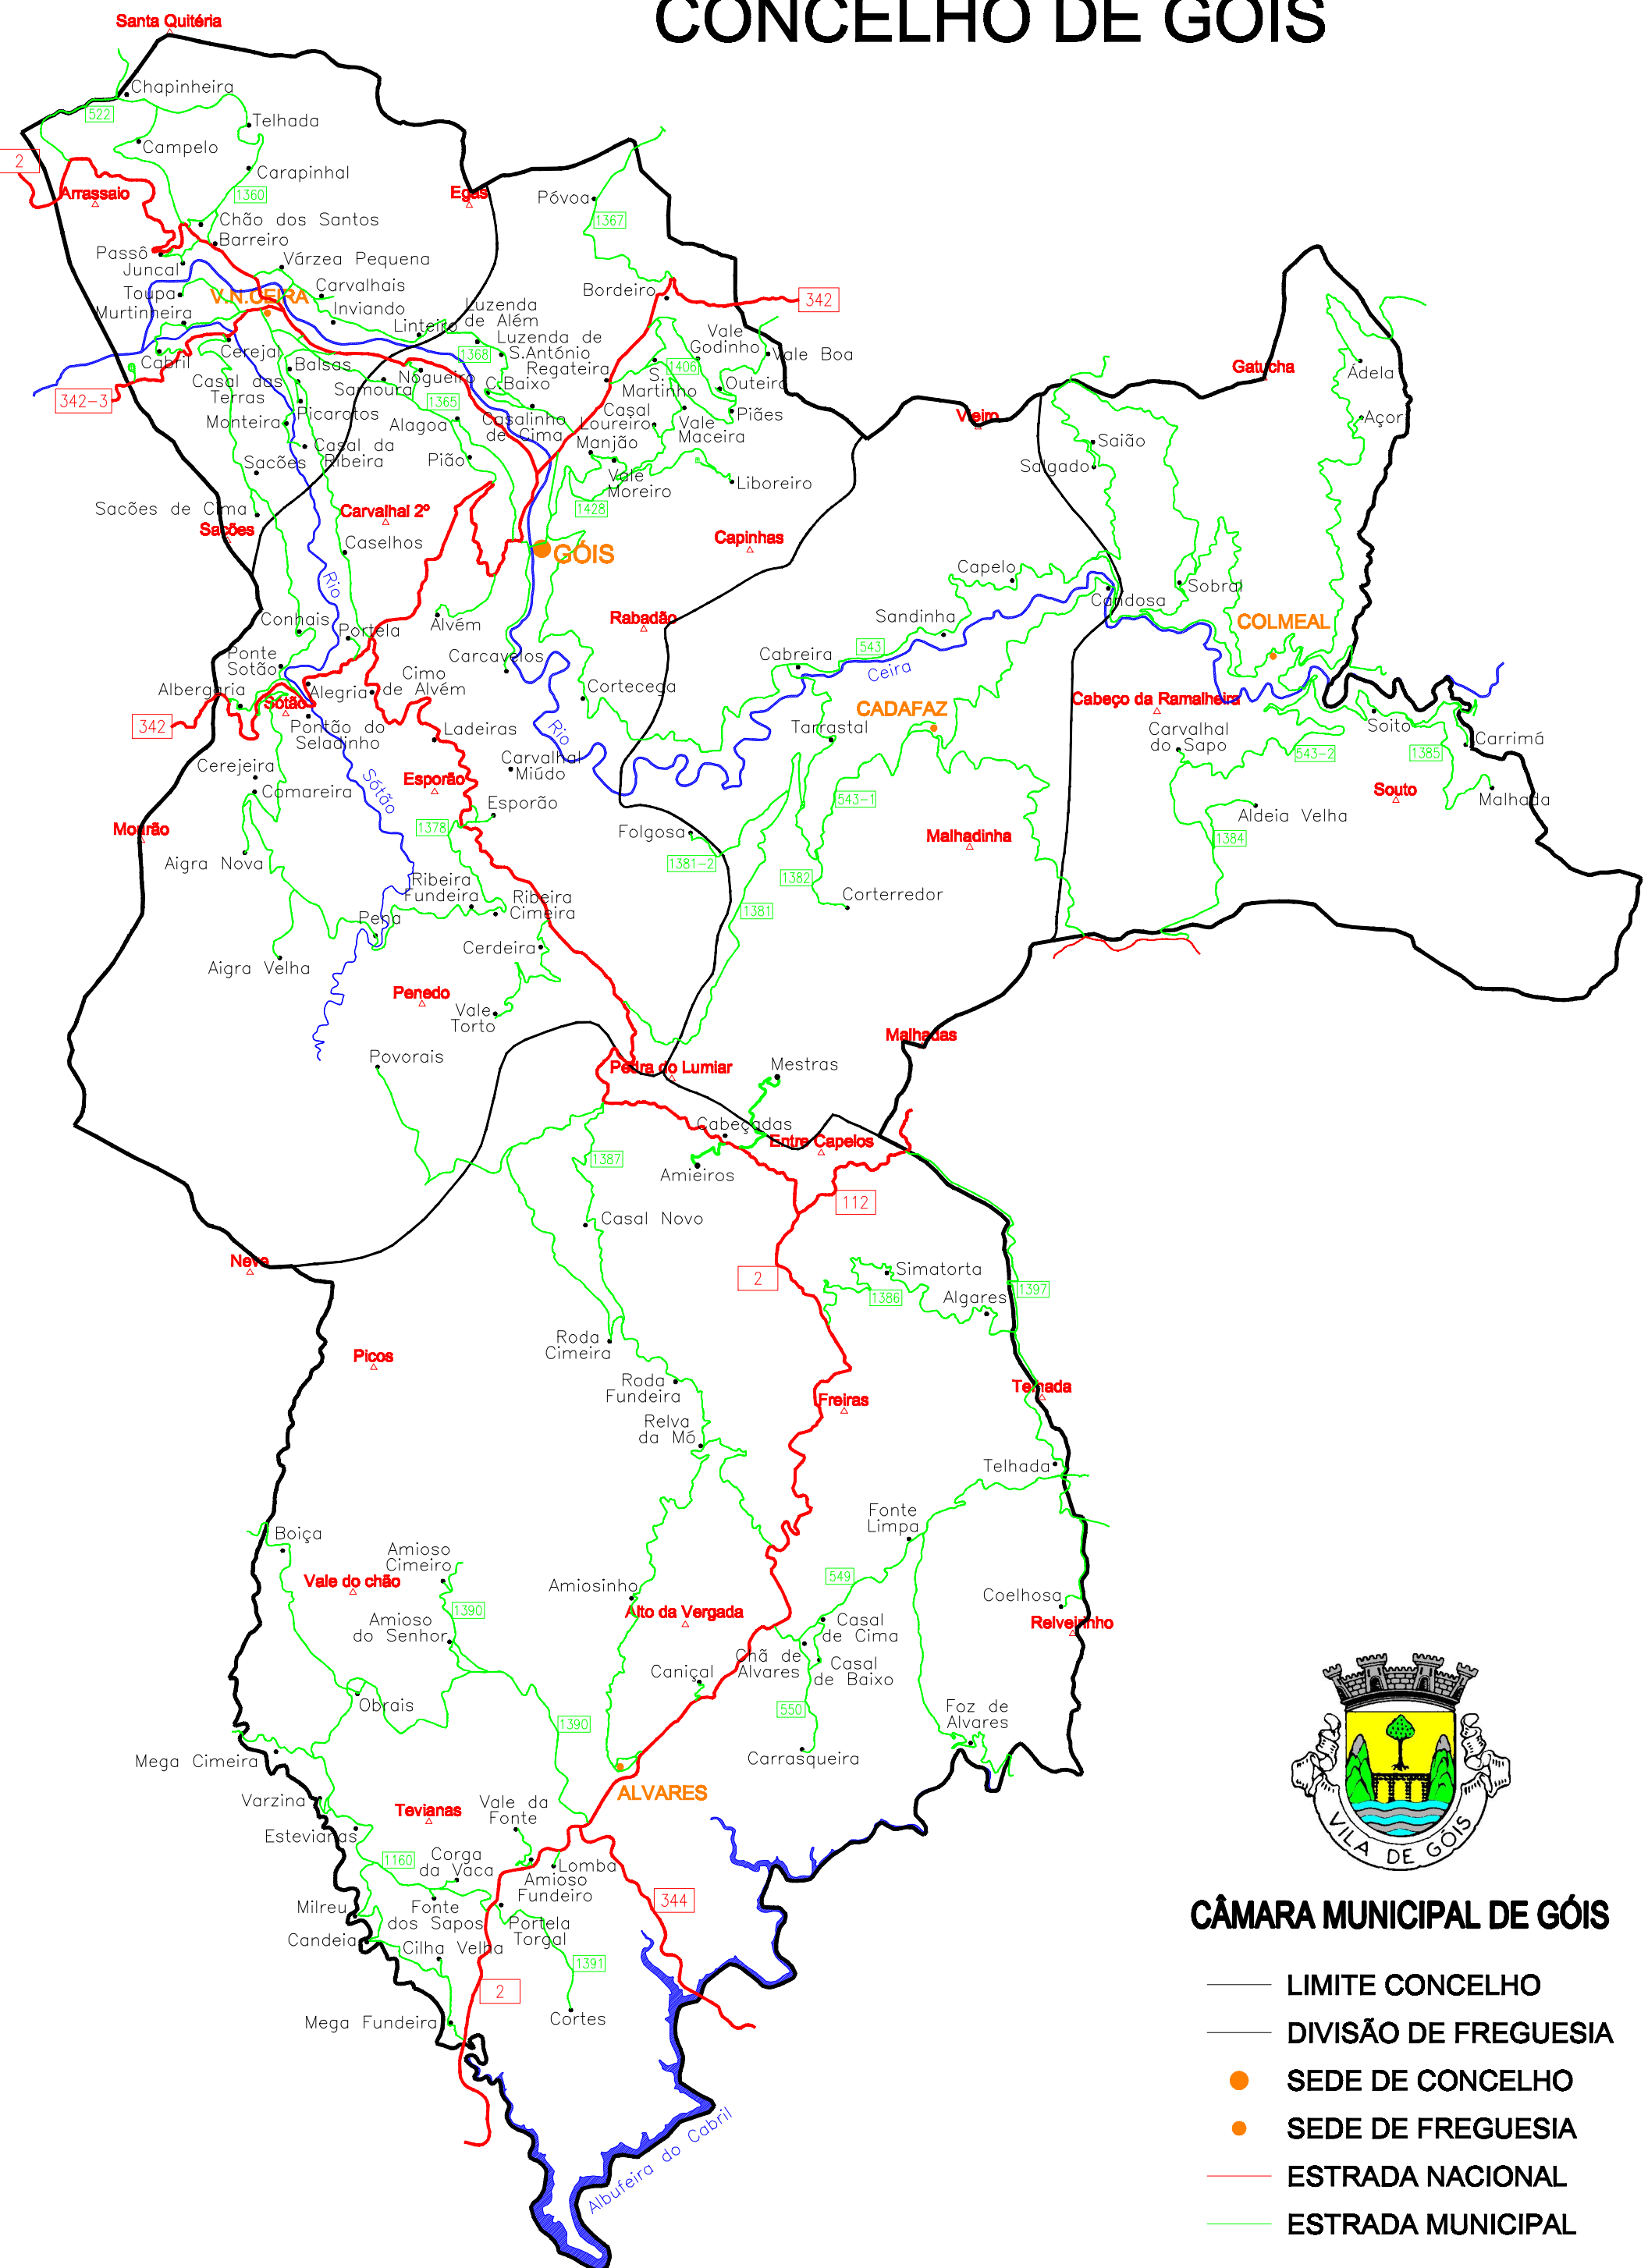 CONCELHO DE GÓIS
Santa Quitéria
Chapinheira
522
Telhada
Campelo
2
Carapinhal
Arrassaio
1360
Egas
Póvoa
1367
Chão dos Santos
Barreiro
Passô
Juncal
Várzea Pequena
Toupa
V.N.CEIRA
Carvalhais
Bordeiro
342
Murtinheira
Inviando
Luzenda
de Além
Linteiro
Luzenda de
S.António
Vale
Godinho
Vale Boa
Cabril
Cerejal
1368
Regateira
1406
Balsas
Nogueiro
S.
Martinho
Outeiro
Gatucha
Ádela
342-3
Casal das
Terras
Samoura
C.Baixo
1365
Picaratos
Monteira
Alagoa
Casalinho
de Cima
Casal
Loureiro
Vale
Maceira
Piães
Vieiro
Açor
Casal da
Ribeira
Manjão
Saião
Sacões
Pião
Vale
Moreiro
Liboreiro
Salgado
Sacões de Cima
Carvalhal 2º
1428
Sacões
Caselhos
GÓIS
Capinhas
Rio
Capelo
Sobral
Candosa
Conhais
Portela
Alvém
Rabadão
Sandinha
COLMEAL
Ponte
Sotão
Cimo
de Alvém
Carcavelos
Cabreira
543
Ceira
Albergaria
Alegria
Sótão
Cortecega
Cabeço da Ramalheira
342
Pontão do
Seladinho
Ladeiras
Rio
CADAFAZ
Tarrastal
Carvalhal
do Sapo
543-2
Soito
1385
Carrimá
Cerejeira
Comareira
Sótão
Esporão
Carvalhal
Miúdo
Esporão
543-1
Souto
Malhada
Mourão
1378
Folgosa
Malhadinha
Aldeia Velha
1384
Aigra Nova
1381-2
Ribeira
Fundeira
Ribeira
Cimeira
1382
Corterredor
Pena
1381
Cerdeira
Aigra Velha
Penedo
Vale
Torto
Malhadas
Povorais
Pedra do Lumiar
Mestras
Cabeçadas
Entre Capelos
1387
Amieiros
112
Casal Novo
Neve
2
Simatorta
1386
Algares
1397
Roda
Cimeira
Picos
Roda
Fundeira
Freiras
Ternada
Relva
da Mó
Telhada
Fonte
Limpa
Boiça
Amioso
Cimeiro
Vale do chão
Amiosinho
549
Coelhosa
1390
Alto da Vergada
Relveirinho
Amioso
do Senhor
Casal
de Cima
Chã de
Alvares
Caniçal
Casal
de Baixo
Obrais
1390
550
Foz de
Alvares
Mega Cimeira
Carrasqueira
ALVARES
Varzina
Tevianas
Vale da
Fonte
Estevianas
1160
Corga
da Vaca
Lomba
Amioso
Fundeiro
Milreu
Fonte
dos Sapos
344
Portela
Torgal
Candeia
Cilha Velha
1391
2
Mega Fundeira
Cortes
Albufeira do Cabril
VILA DE GÓIS
CÂMARA MUNICIPAL DE GÓIS
LIMITE CONCELHO
DIVISÃO DE FREGUESIA
SEDE DE CONCELHO
SEDE DE FREGUESIA
ESTRADA NACIONAL
ESTRADA MUNICIPAL